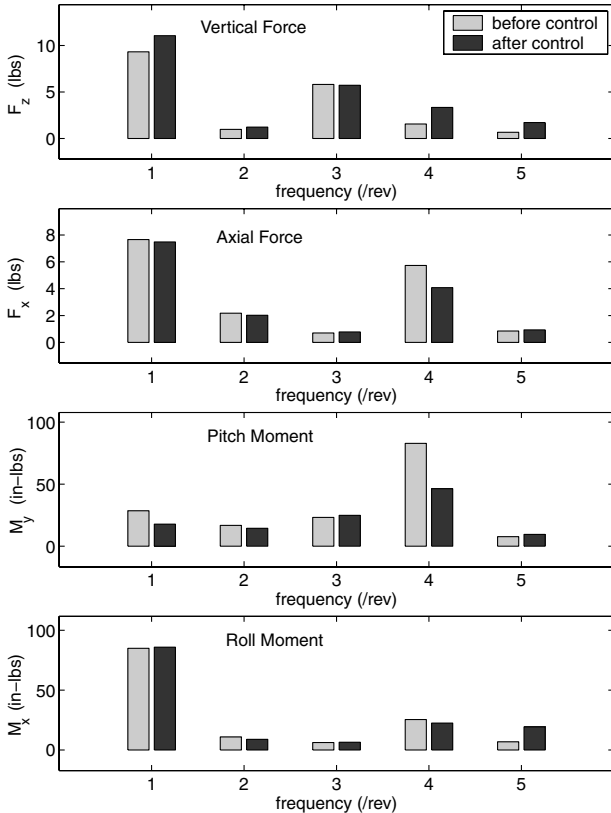 Vertical Force
before control
after control
10
5
0
F_z (lbs)
1 2 3 4 5
frequency (/rev)
Axial Force
8
6
4
2
0
F_x (lbs)
1 2 3 4 5
frequency (/rev)
Pitch Moment
100
50
0
M_y (in-lbs)
1 2 3 4 5
frequency (/rev)
Roll Moment
100
50
0
M_x (in-lbs)
1 2 3 4 5
frequency (/rev)